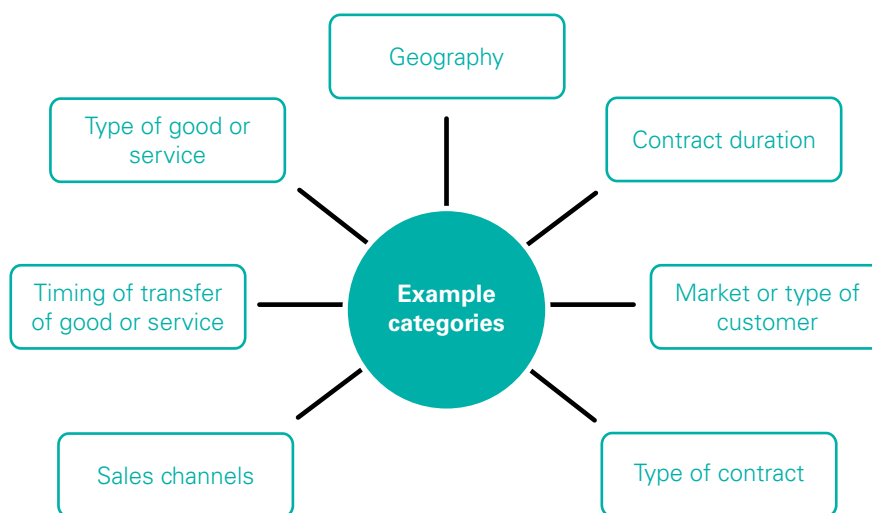 Geography
Type of good or
service
Contract duration
Timing of transfer
of good or service
Example
categories
Market or type of
customer
Sales channels
Type of contract